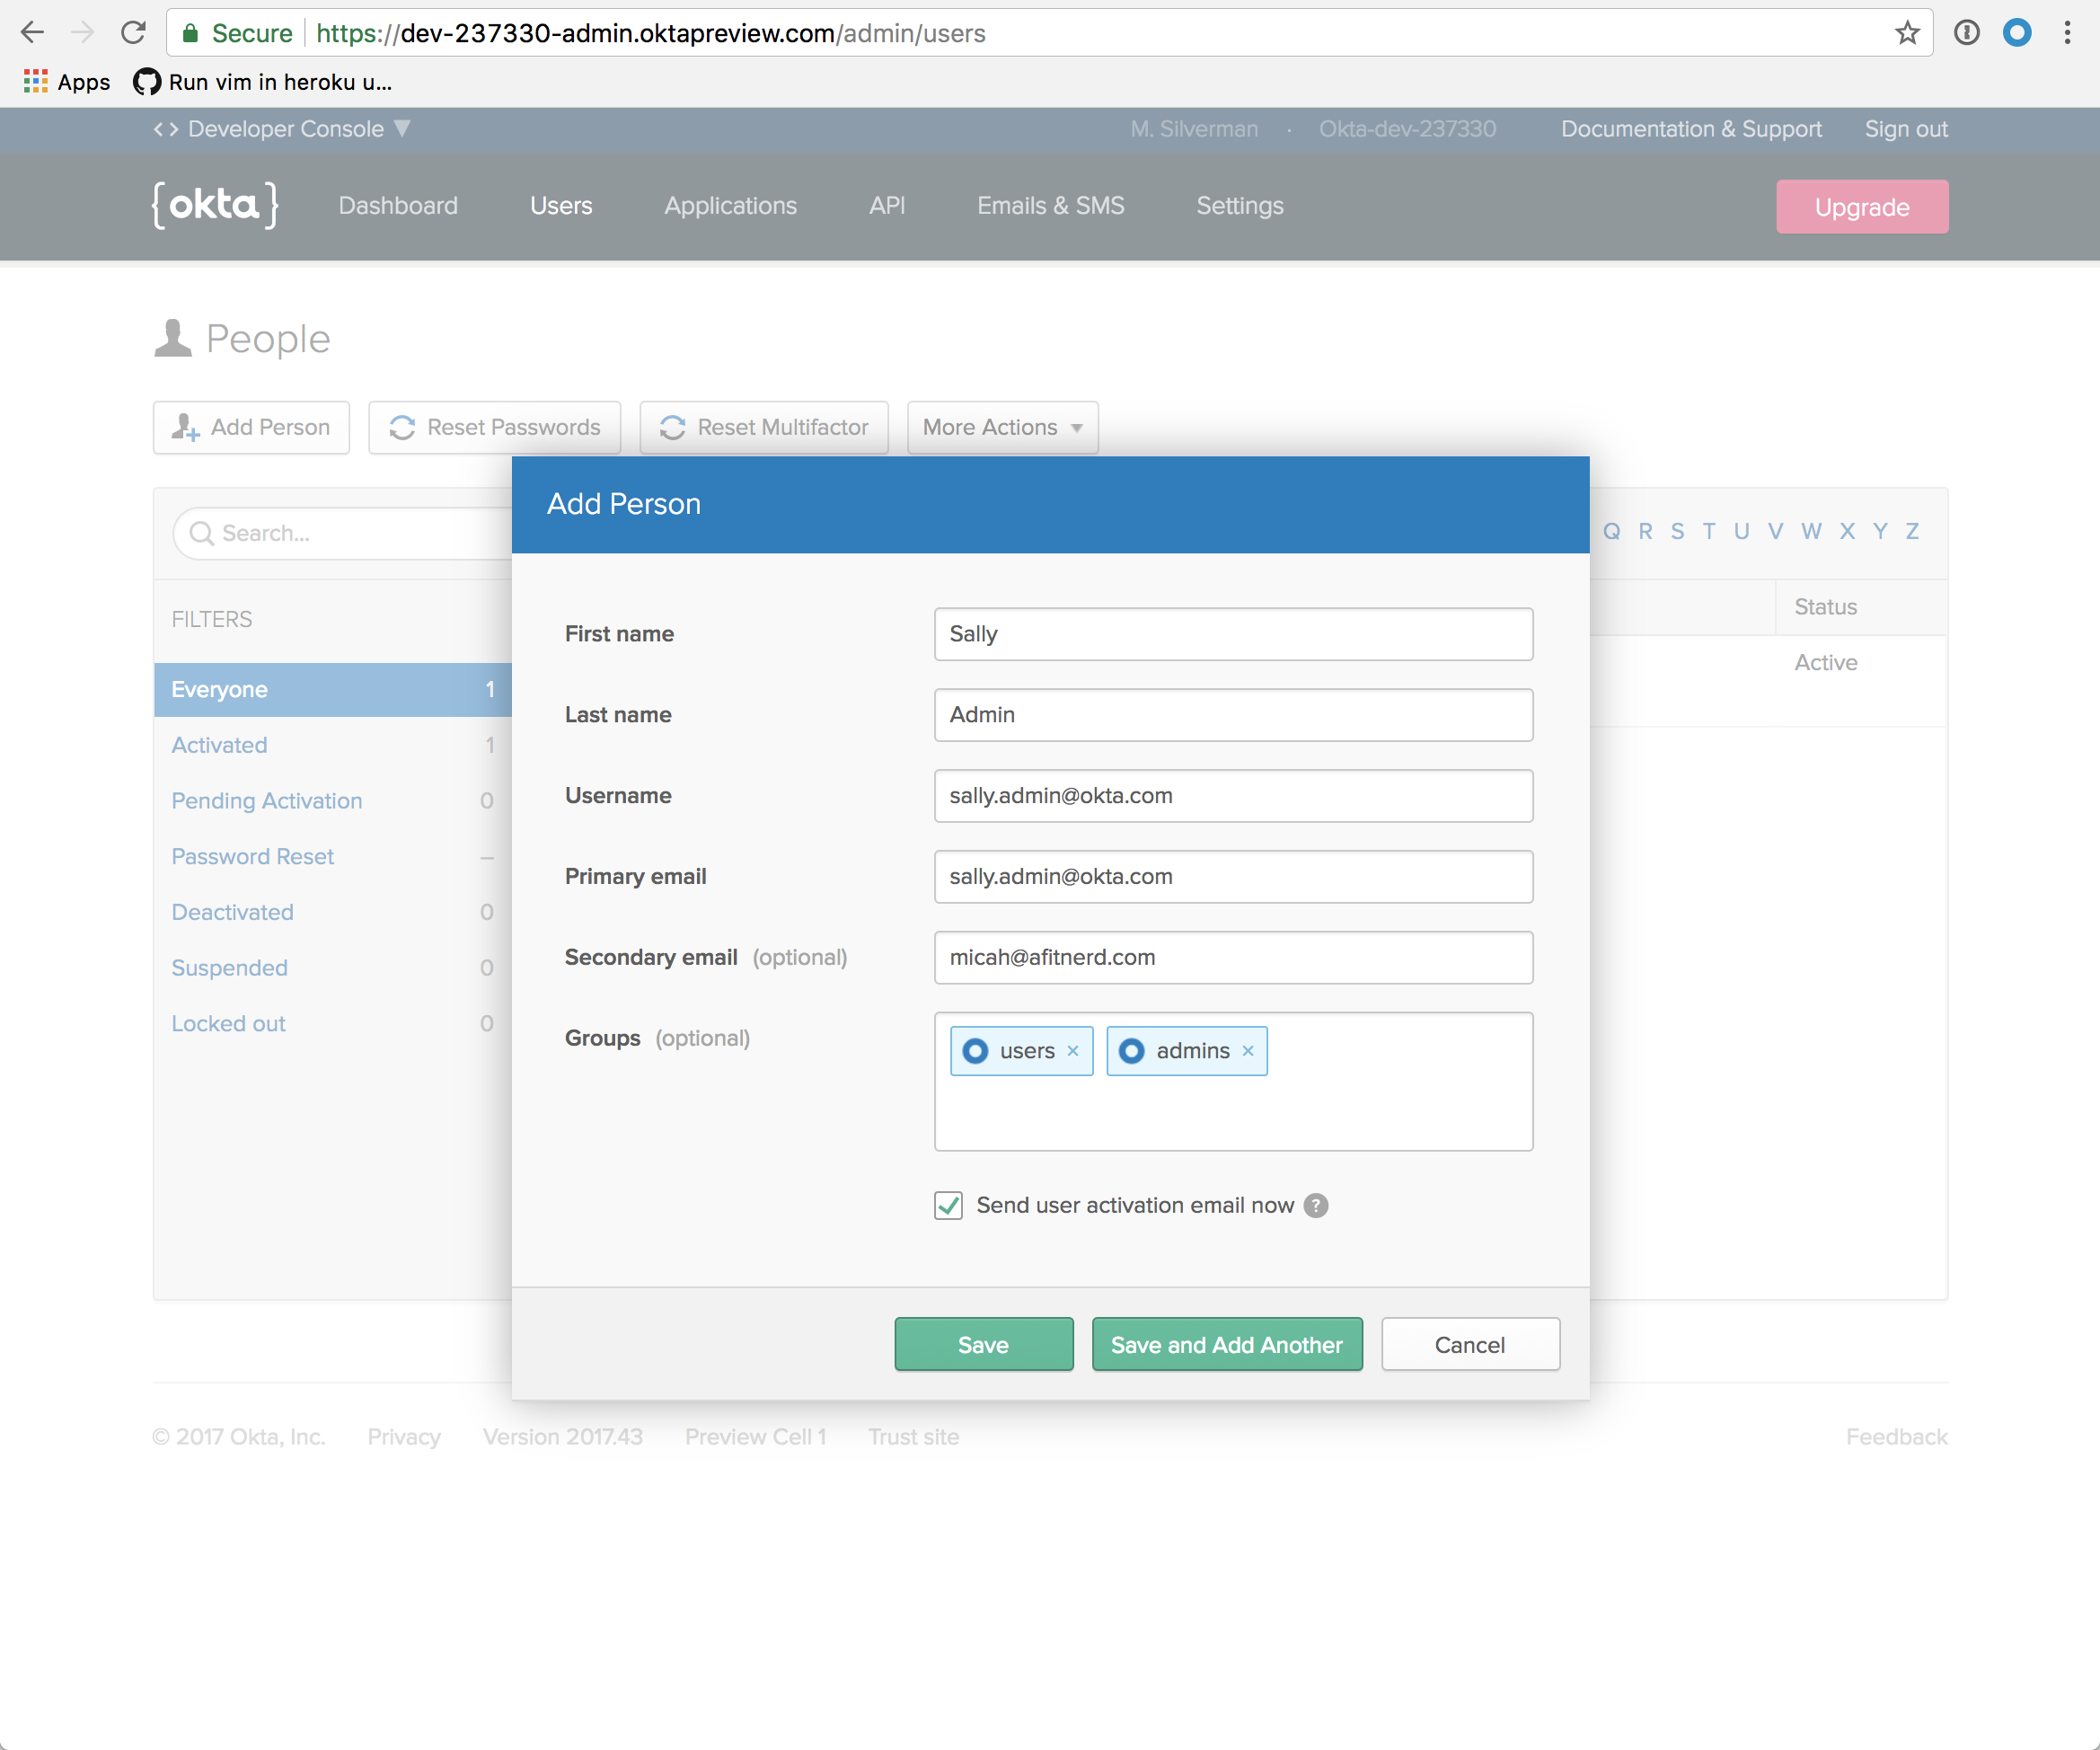 Secure https://dev-237330-admin.oktapreview.com/admin/users
Apps Run vim in heroku u...
<> Developer Console ▼ M. Silverman · Okta-dev-237330 Documentation & Support Sign out
{okta} Dashboard Users Applications API Emails & SMS Settings Upgrade
People
Add Person Reset Passwords Reset Multifactor More Actions
Add Person
Search... Q R S T U V W X Y Z
FILTERS Status
First name Sally
Everyone 1 Active
Last name Admin
Activated 1
Username sally.admin@okta.com
Pending Activation 0
Password Reset –
Primary email sally.admin@okta.com
Deactivated 0
Secondary email (optional) micah@afitnerd.com
Suspended 0
Locked out 0
Groups (optional) users × admins ×
Send user activation email now ?
Save Save and Add Another Cancel
© 2017 Okta, Inc. Privacy Version 2017.43 Preview Cell 1 Trust site Feedback